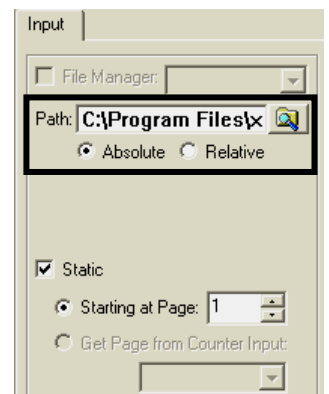 Input
File Manager:
Path: C:\Program Files\x
Absolute Relative
Static
Starting at Page: 1
Get Page from Counter Input: